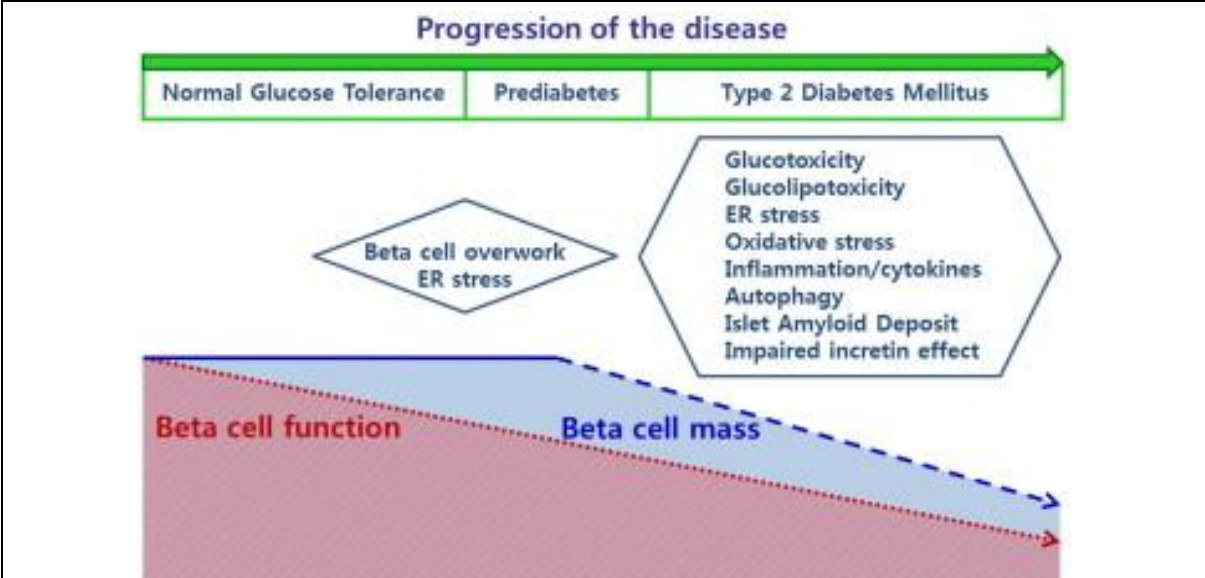 Progression of the disease
Normal Glucose Tolerance
Prediabetes
Type 2 Diabetes Mellitus
Beta cell overwork
ER stress
Glucotoxicity
Glucolipotoxicity
ER stress
Oxidative stress
Inflammation/cytokines
Autophagy
Islet Amyloid Deposit
Impaired incretin effect
Beta cell function
Beta cell mass